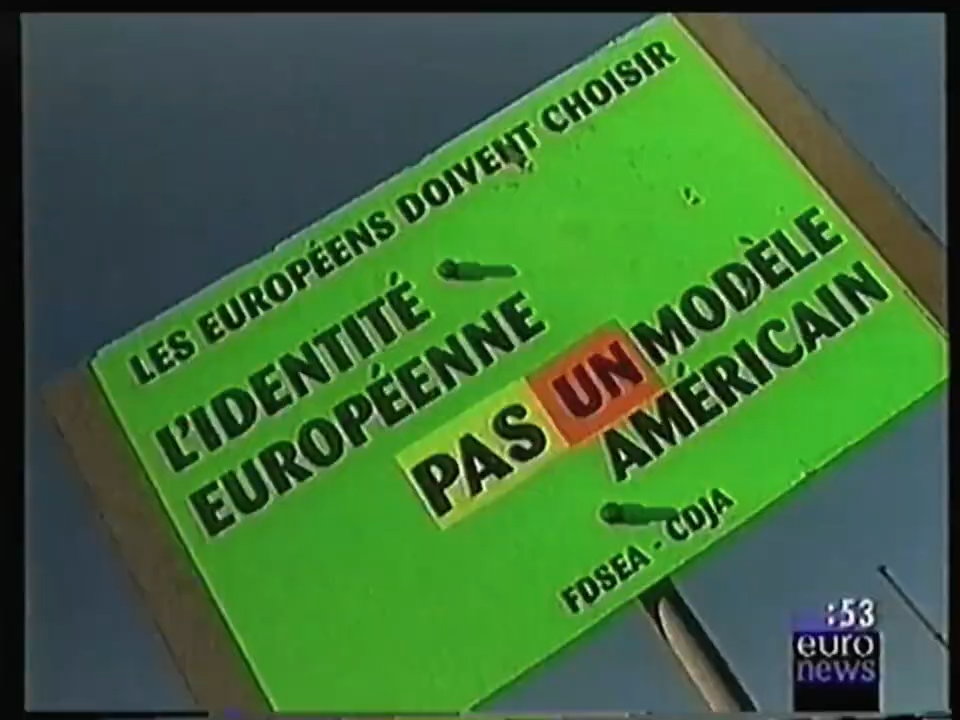 LES EUROPÉENS DOIVENT CHOISIR
L'IDENTITÉ
EUROPÉENNE
PAS UN MODÈLE
AMÉRICAIN
FDSEA - CDJA
:53
euro
news